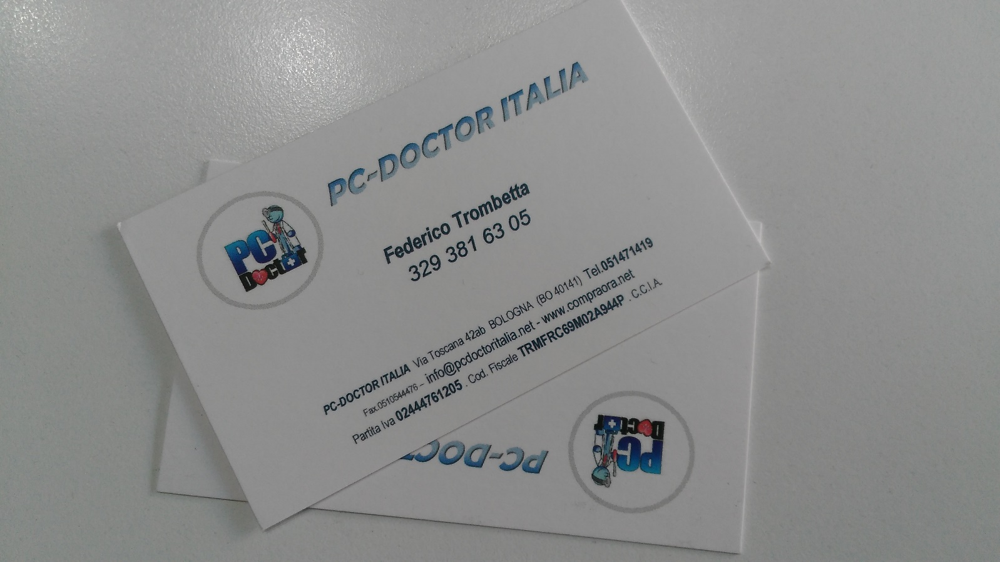 PC-DOCTOR ITALIA
PC
Doctor
Federico Trombetta
329 381 63 05
PC-DOCTOR ITALIA Via Toscana 42ab BOLOGNA (BO 40141) Tel.051471419
Fax.0510544476 – info@pcdoctoritalia.net - www.compraora.net
Partita Iva 02444761205 . Cod. Fiscale TRMFRC69M02A944P . C.C.I.A.
PC-DOCT
PC
Doctor